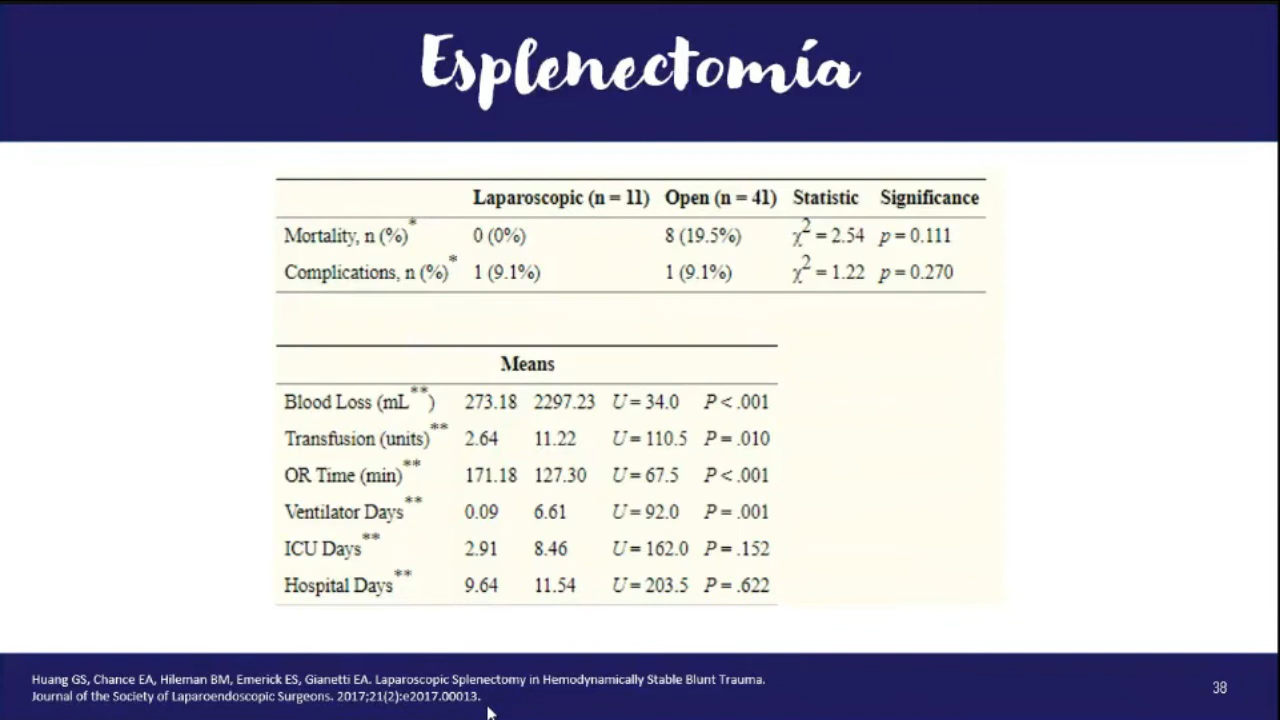 Esplenectomía
Laparoscopic (n = 11) Open (n = 41) Statistic Significance
Mortality, n (%)* 0 (0%) 8 (19.5%) χ2 = 2.54 p = 0.111
Complications, n (%)* 1 (9.1%) 1 (9.1%) χ2 = 1.22 p = 0.270
Means
Blood Loss (mL**) 273.18 2297.23 U = 34.0 P < .001
Transfusion (units)** 2.64 11.22 U = 110.5 P = .010
OR Time (min)** 171.18 127.30 U = 67.5 P < .001
Ventilator Days** 0.09 6.61 U = 92.0 P = .001
ICU Days** 2.91 8.46 U = 162.0 P = .152
Hospital Days** 9.64 11.54 U = 203.5 P = .622
Huang GS, Chance EA, Hileman BM, Emerick ES, Gianetti EA. Laparoscopic Splenectomy in Hemodynamically Stable Blunt Trauma.
Journal of the Society of Laparoendoscopic Surgeons. 2017;21(2):e2017.00013.
38